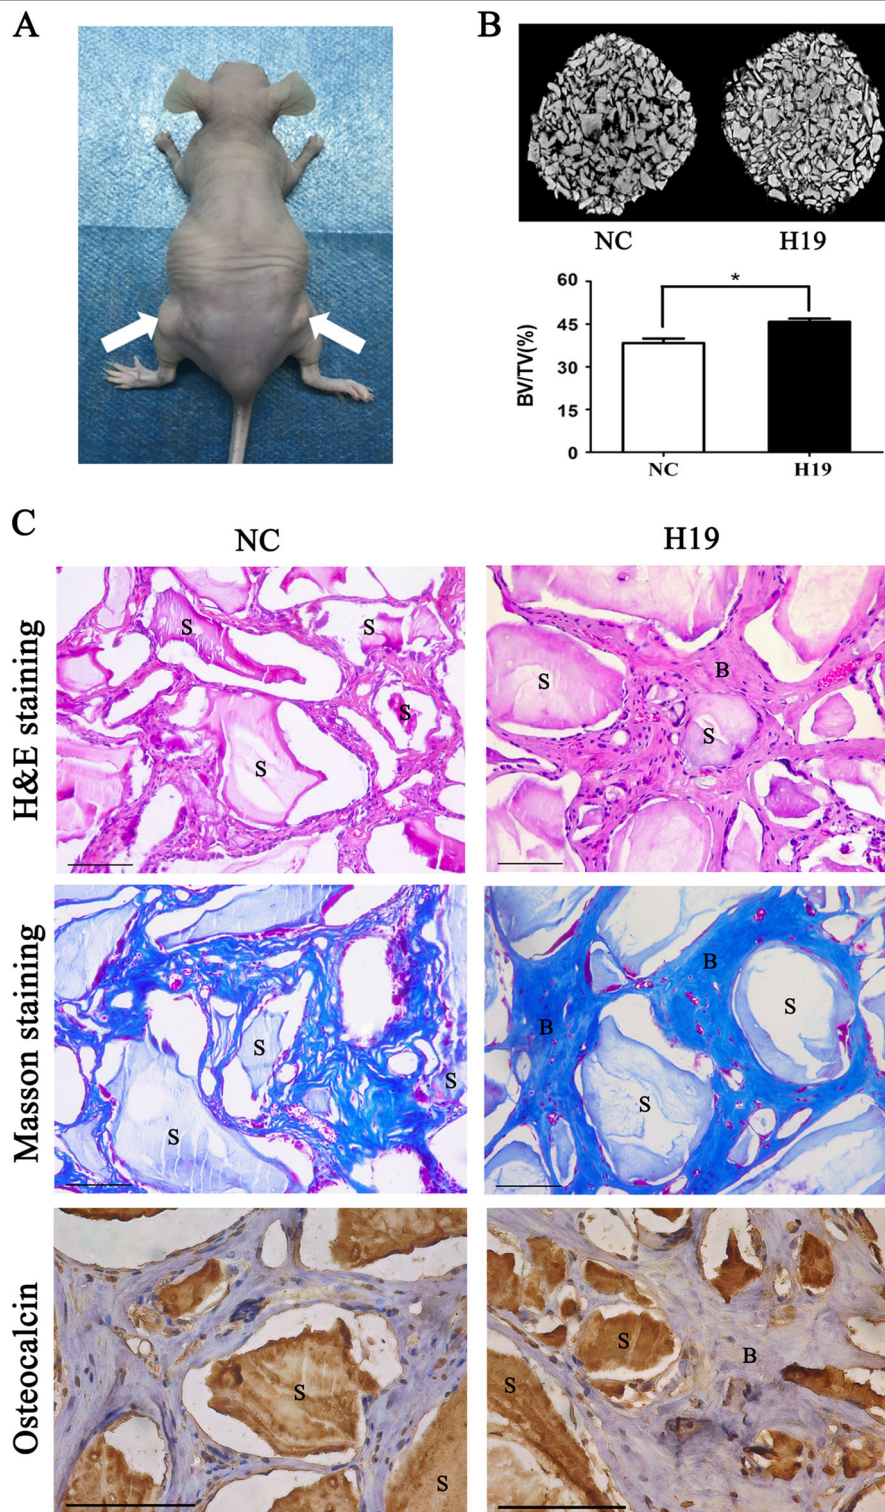 A
B
NC H19
60
*
45
30
15
0
BV/TV(%)
NC H19
C
NC H19
H&E staining
S S
B
S
S
S
S
Masson staining
B
S
B
S
S
S
S
Osteocalcin
S
B
S
S
S